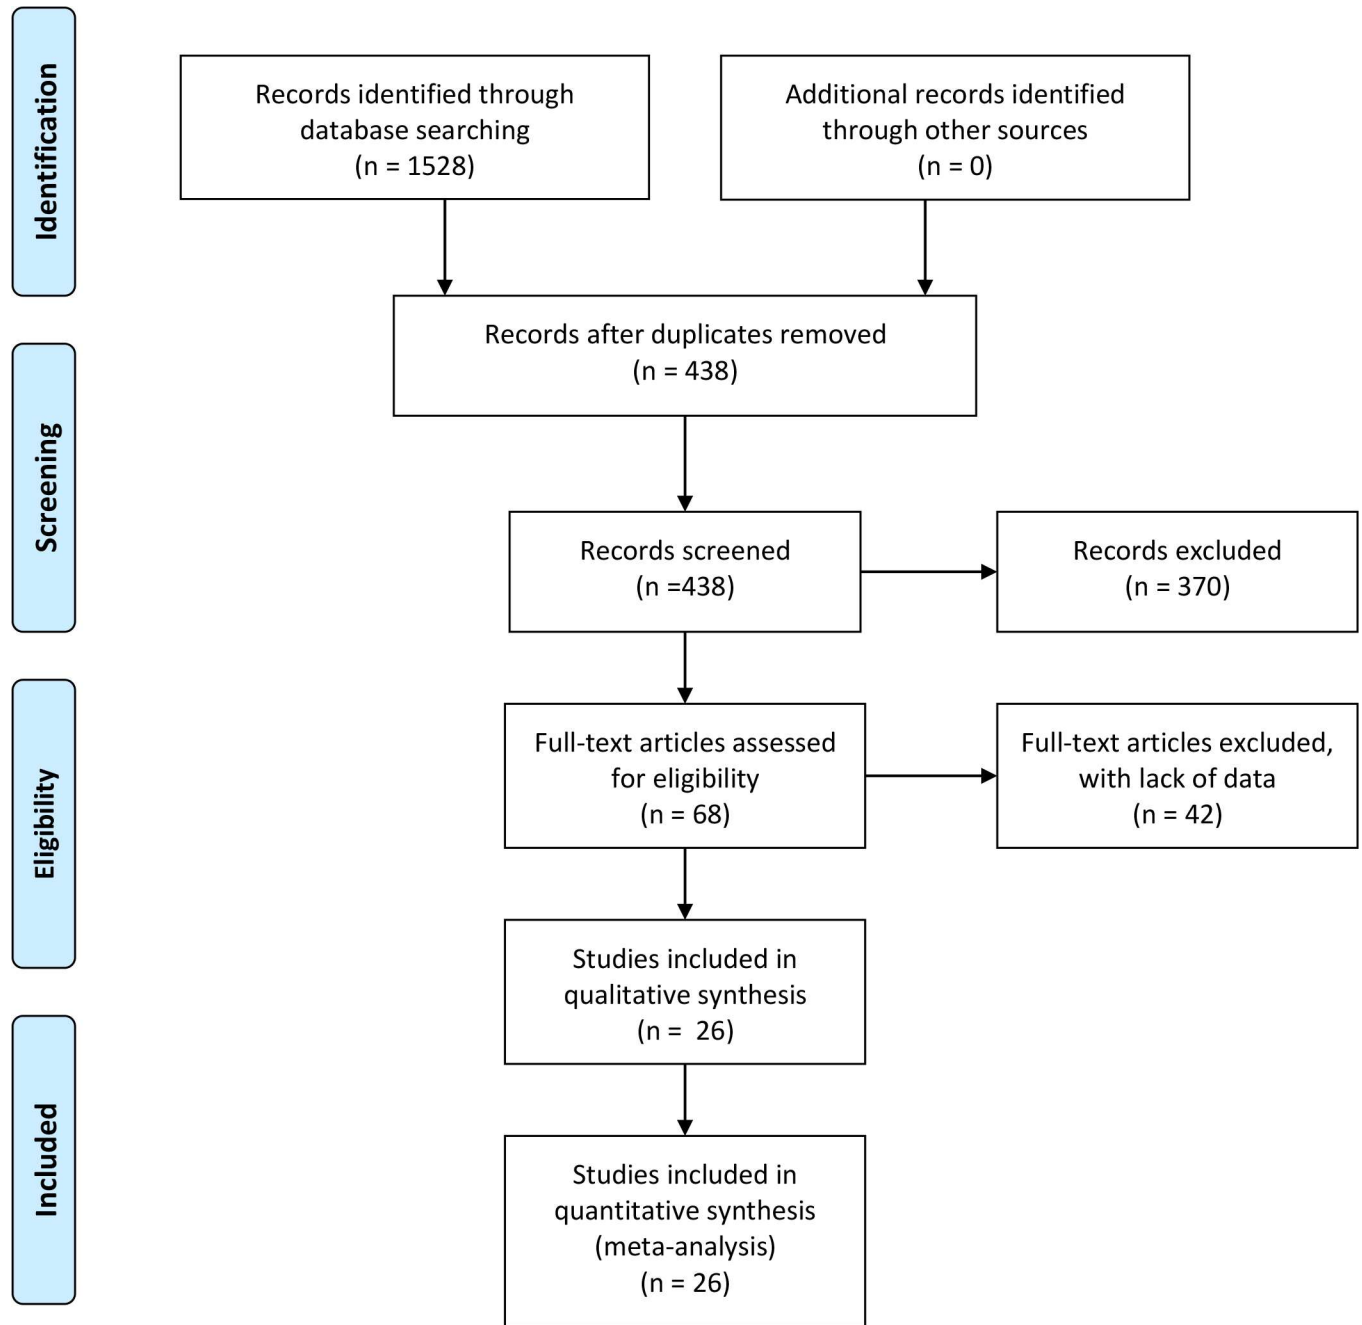 Identification
Records identified through
database searching
(n = 1528)
Additional records identified
through other sources
(n = 0)
Records after duplicates removed
(n = 438)
Screening
Records screened
(n =438)
Records excluded
(n = 370)
Eligibility
Full-text articles assessed
for eligibility
(n = 68)
Full-text articles excluded,
with lack of data
(n = 42)
Studies included in
qualitative synthesis
(n =  26)
Included
Studies included in
quantitative synthesis
(meta-analysis)
(n = 26)